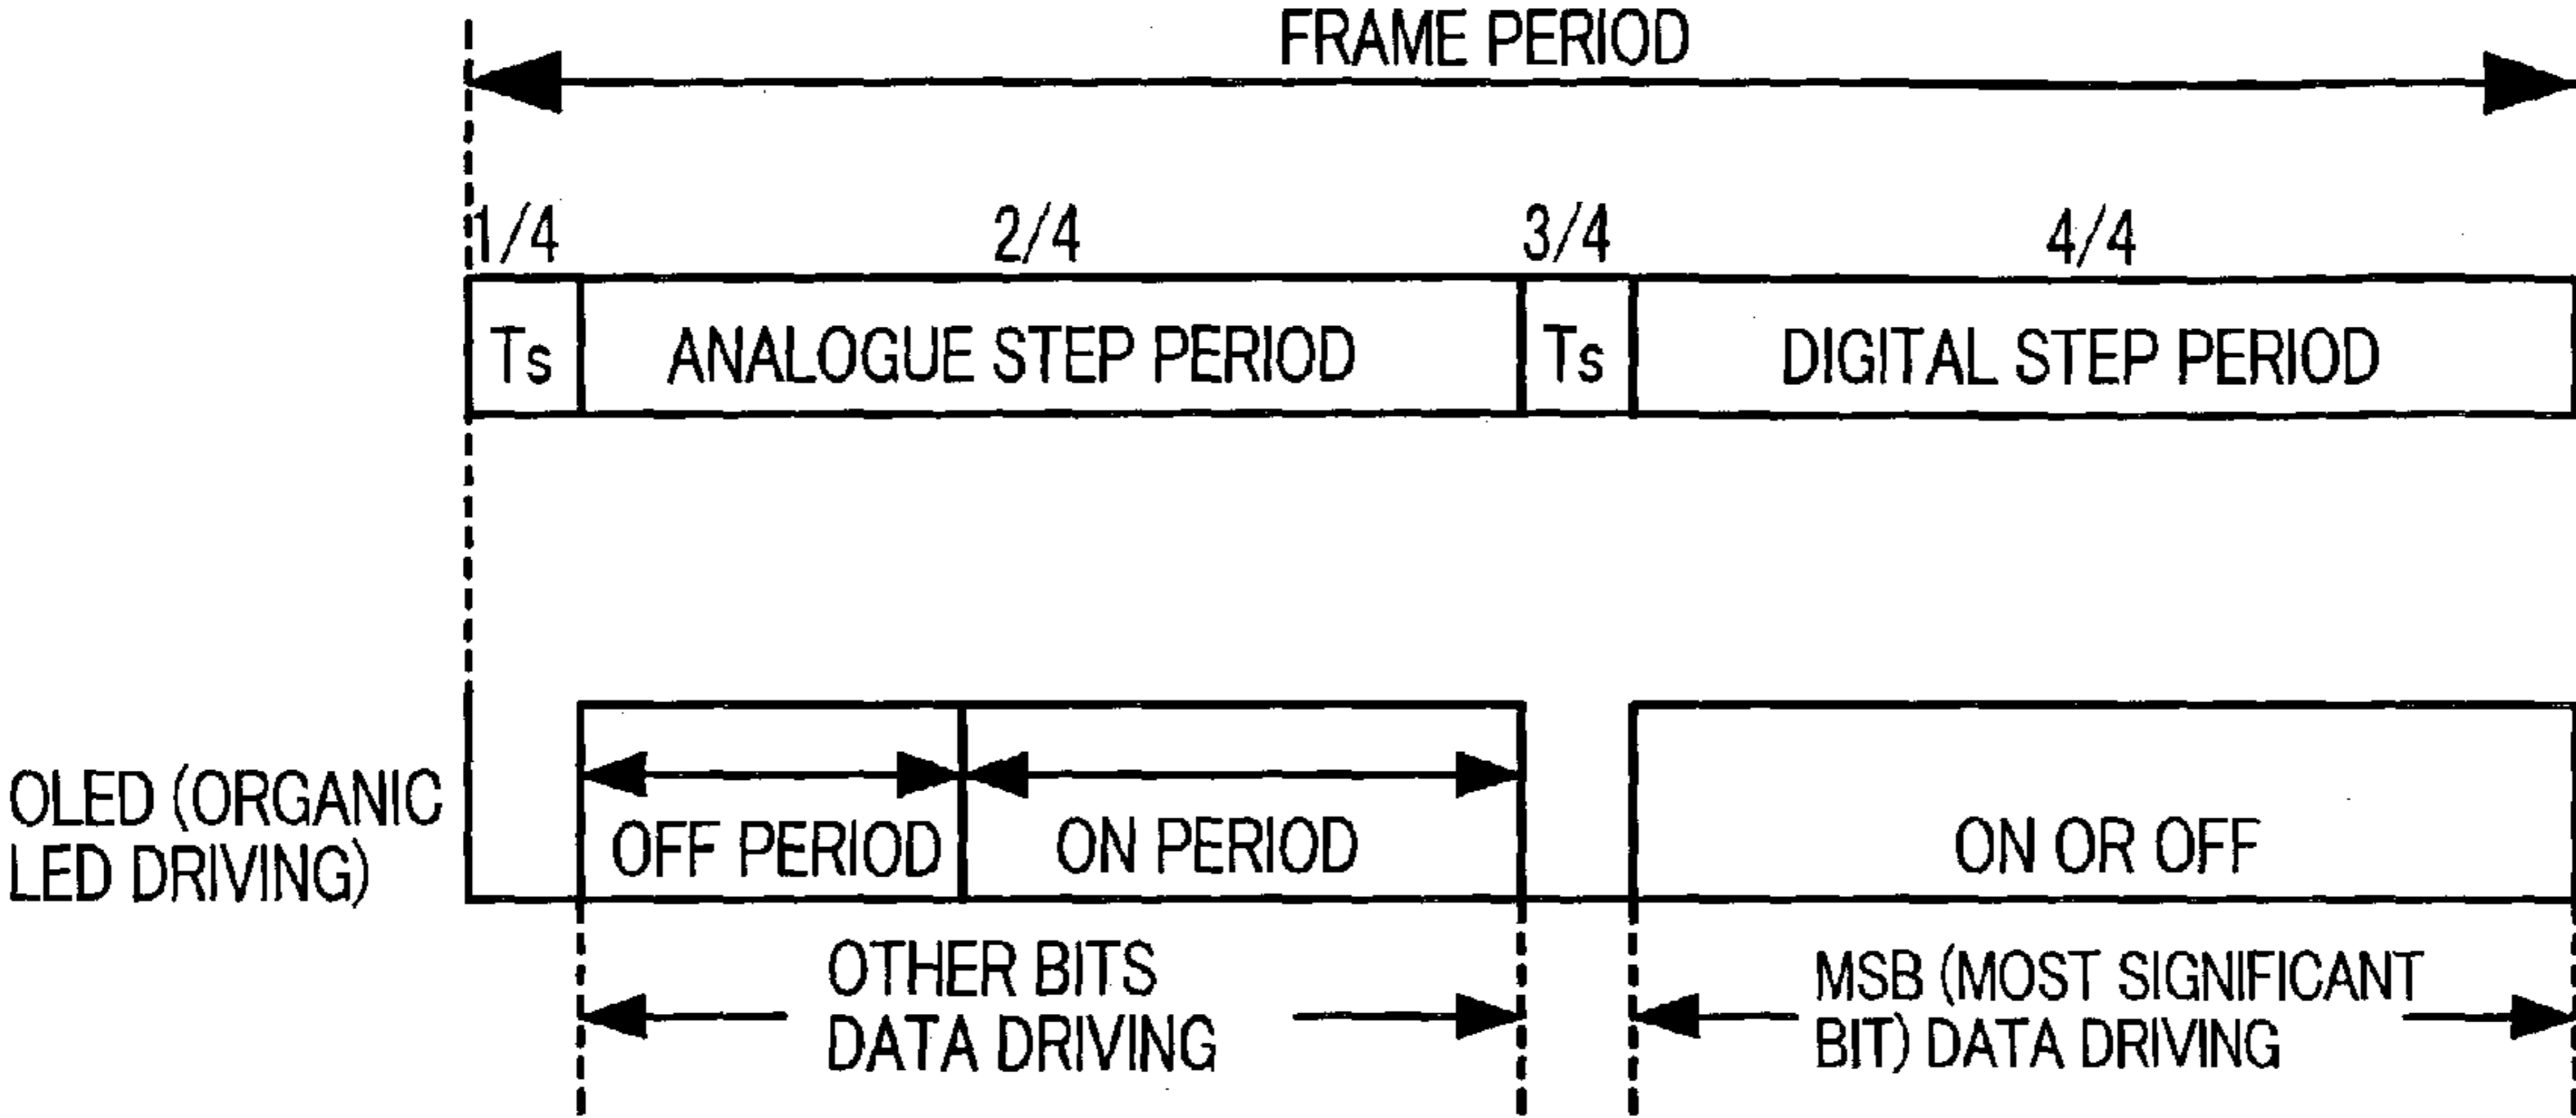 FRAME PERIOD
1/4 2/4 3/4 4/4
Ts ANALOGUE STEP PERIOD Ts DIGITAL STEP PERIOD
OLED (ORGANIC
LED DRIVING)
OFF PERIOD ON PERIOD ON OR OFF
OTHER BITS
DATA DRIVING
MSB (MOST SIGNIFICANT
BIT) DATA DRIVING